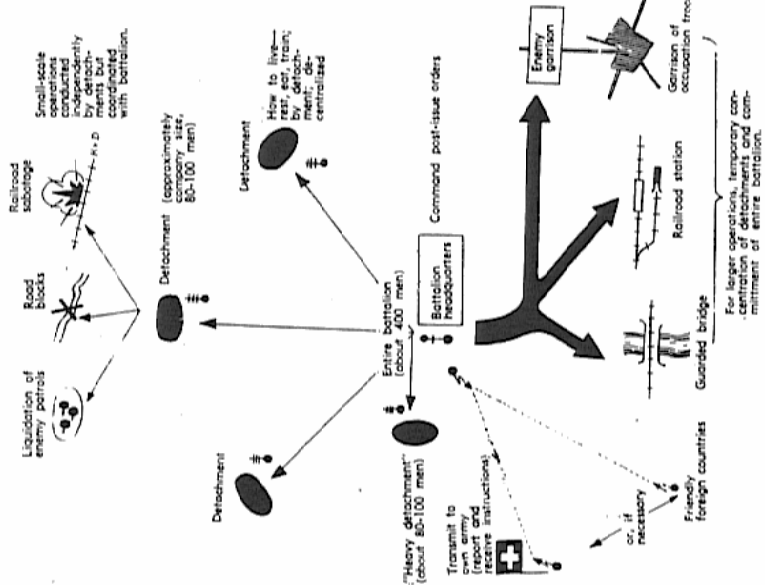 Railroad
sabotage
Small-scale
operations
conducted
independently
by detach-
ments but
coordinated
with battalion.
Road
blocks
Liquidation of
enemy patrols
Detachment
(approximately
company size,
80-100 men)
Detachment
How to live—
rest, eat, train;
by detach-
ment; de-
centralized
Detachment
Entire battalion
(about 400 men)
Battalion
headquarters
Command post-issue orders
"Heavy detachment"
(about 80-100 men)
Transmit to
own army
(report and
receive instructions)
or, if
necessary
Friendly
foreign countries
Enemy
garrison
Garrison of
occupation
Railroad station
Guarded bridge
For larger operations, temporary con-
centration of detachments and com-
mittment of entire battalion.